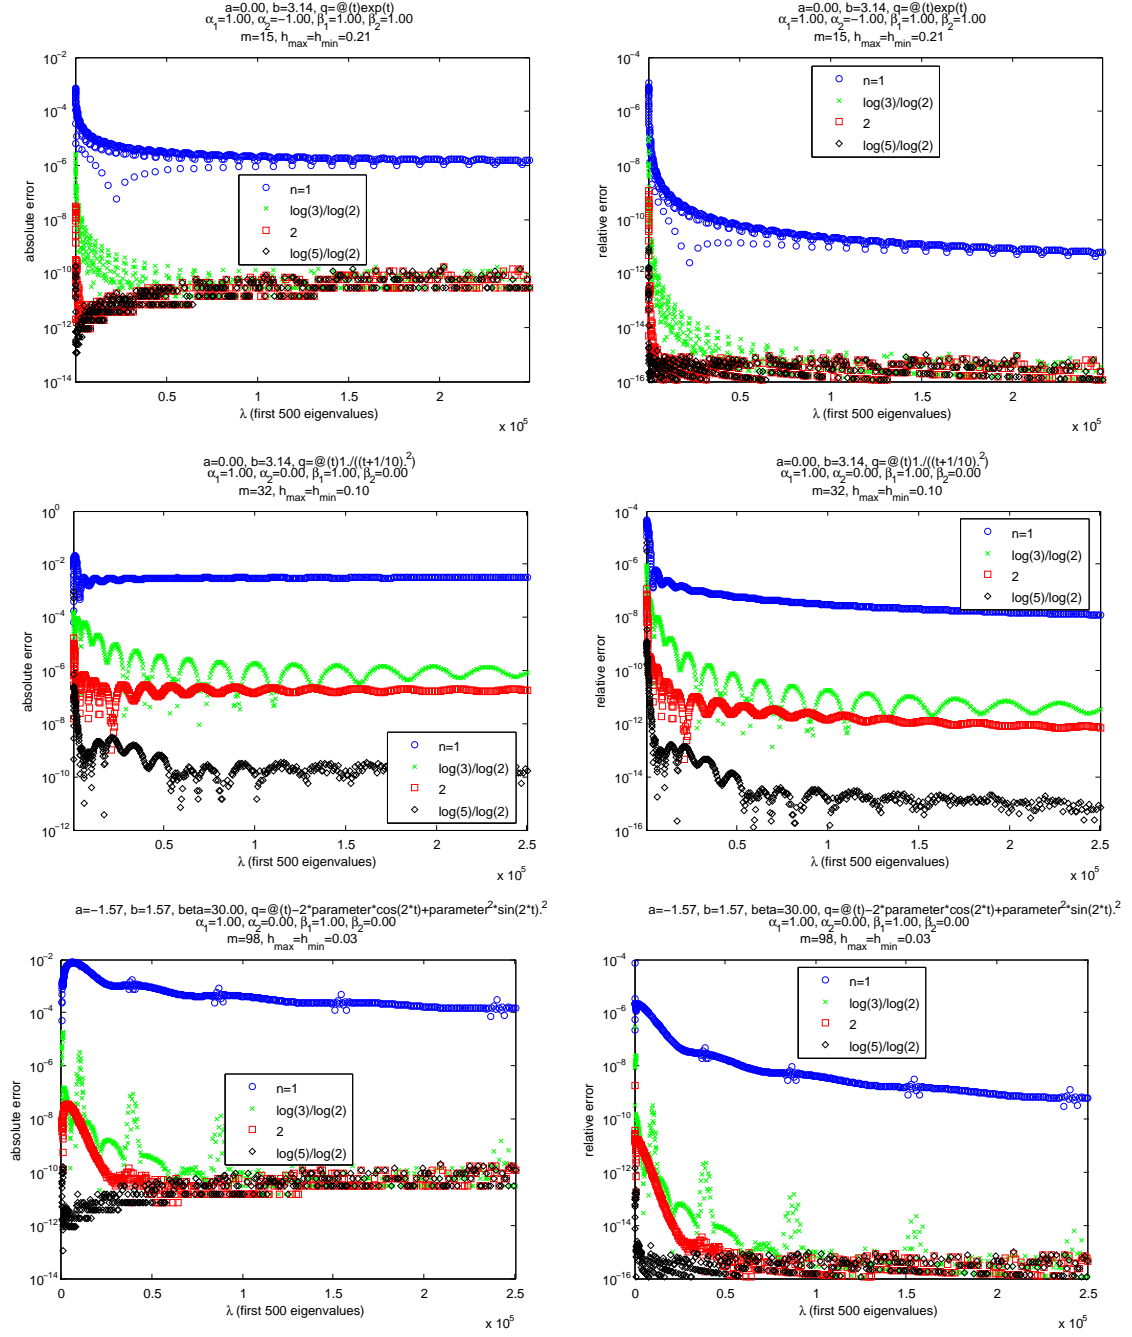 a=0.00, b=3.14, q=@(t)exp(t)
α1=1.00, α2=−1.00, β1=1.00, β2=1.00
m=15, hmax=hmin=0.21
10−2
10−4
10−6
10−8
10−10
10−12
10−14
absolute error
n=1
log(3)/log(2)
2
log(5)/log(2)
0.5 1 1.5 2
λ (first 500 eigenvalues)
x 10^5
a=0.00, b=3.14, q=@(t)exp(t)
α1=1.00, α2=−1.00, β1=1.00, β2=1.00
m=15, hmax=hmin=0.21
10−4
10−6
10−8
10−10
10−12
10−14
10−16
relative error
n=1
log(3)/log(2)
2
log(5)/log(2)
0.5 1 1.5 2
λ (first 500 eigenvalues)
x 10^5
a=0.00, b=3.14, q=@(t)1./((t+1/10).^2)
α1=1.00, α2=0.00, β1=1.00, β2=0.00
m=32, hmax=hmin=0.10
10^0
10−2
10−4
10−6
10−8
10−10
10−12
absolute error
n=1
log(3)/log(2)
2
log(5)/log(2)
0.5 1 1.5 2 2.5
λ (first 500 eigenvalues)
x 10^5
a=0.00, b=3.14, q=@(t)1./((t+1/10).^2)
α1=1.00, α2=0.00, β1=1.00, β2=0.00
m=32, hmax=hmin=0.10
10−4
10−6
10−8
10−10
10−12
10−14
10−16
relative error
n=1
log(3)/log(2)
2
log(5)/log(2)
0.5 1 1.5 2 2.5
λ (first 500 eigenvalues)
x 10^5
a=−1.57, b=1.57, beta=30.00, q=@(t)−2*parameter*cos(2*t)+parameter^2*sin(2*t).^2
α1=1.00, α2=0.00, β1=1.00, β2=0.00
m=98, hmax=hmin=0.03
10−2
10−4
10−6
10−8
10−10
10−12
10−14
absolute error
n=1
log(3)/log(2)
2
log(5)/log(2)
0 0.5 1 1.5 2 2.5
λ (first 500 eigenvalues)
x 10^5
a=−1.57, b=1.57, beta=30.00, q=@(t)−2*parameter*cos(2*t)+parameter^2*sin(2*t).^2
α1=1.00, α2=0.00, β1=1.00, β2=0.00
m=98, hmax=hmin=0.03
10−4
10−6
10−8
10−10
10−12
10−14
10−16
relative error
n=1
log(3)/log(2)
2
log(5)/log(2)
0 0.5 1 1.5 2 2.5
λ (first 500 eigenvalues)
x 10^5